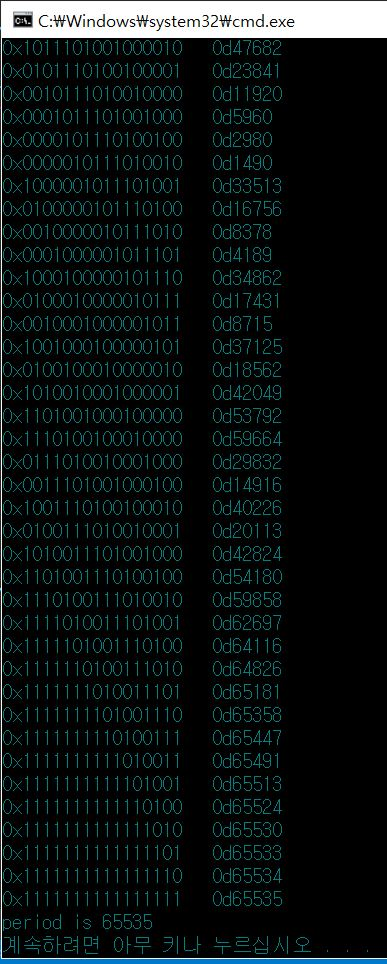 C:₩Windows₩system32₩cmd.exe
0x1011101001000010 0d47682
0x0101110100100001 0d23841
0x0010111010010000 0d11920
0x0001011101001000 0d5960
0x0000101110100100 0d2980
0x0000010111010010 0d1490
0x1000001011101001 0d33513
0x0100000101110100 0d16756
0x0010000010111010 0d8378
0x0001000001011101 0d4189
0x1000100000101110 0d34862
0x0100010000010111 0d17431
0x0010001000001011 0d8715
0x1001000100000101 0d37125
0x0100100010000010 0d18562
0x1010010001000001 0d42049
0x1101001000100000 0d53792
0x1110100100010000 0d59664
0x0111010010001000 0d29832
0x0011101001000100 0d14916
0x1001110100100010 0d40226
0x0100111010010001 0d20113
0x1010011101001000 0d42824
0x1101001110100100 0d54180
0x1110100111010010 0d59858
0x1111010011101001 0d62697
0x1111101001110100 0d64116
0x1111110100111010 0d64826
0x1111111010011101 0d65181
0x1111111101001110 0d65358
0x1111111110100111 0d65447
0x1111111111010011 0d65491
0x1111111111101001 0d65513
0x1111111111110100 0d65524
0x1111111111111010 0d65530
0x1111111111111101 0d65533
0x1111111111111110 0d65534
0x1111111111111111 0d65535
period is 65535
계속하려면 아무 키나 누르십시오 . . .